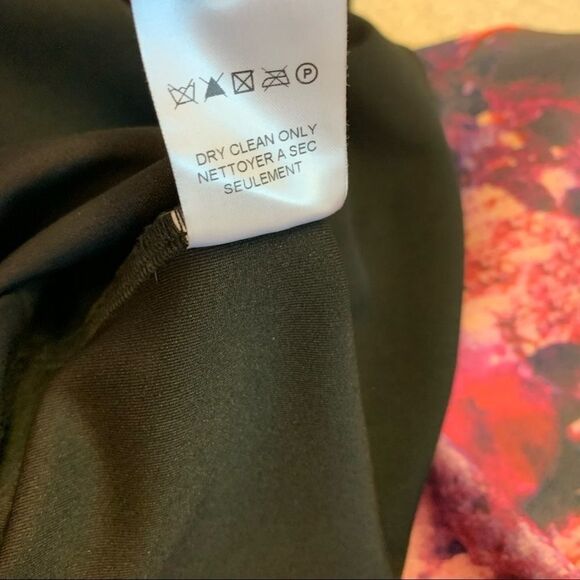 P
DRY CLEAN ONLY
NETTOYER A SEC
SEULEMENT